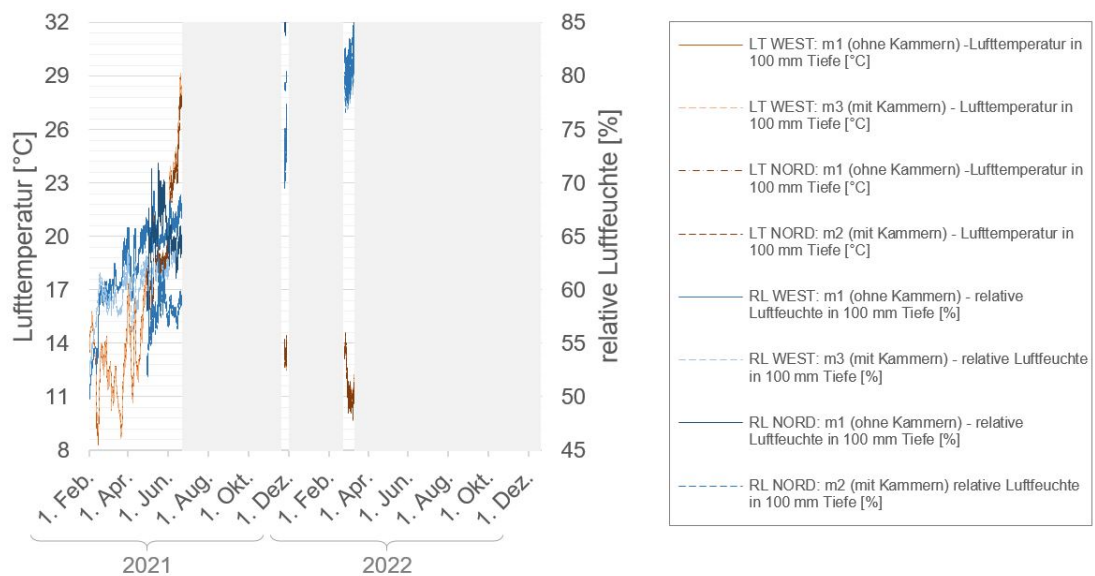 32
29
26
23
20
17
14
11
8
Lufttemperatur [°C]
85
80
75
70
65
60
55
50
45
relative Luftfeuchte [%]
1. Feb.
1. Apr.
1. Jun.
1. Aug.
1. Okt.
1. Dez.
1. Feb.
1. Apr.
1. Jun.
1. Aug.
1. Okt.
1. Dez.
2021
2022
LT WEST: m1 (ohne Kammern) -Lufttemperatur in
100 mm Tiefe [°C]
LT WEST: m3 (mit Kammern) - Lufttemperatur in
100 mm Tiefe [°C]
LT NORD: m1 (ohne Kammern) -Lufttemperatur in
100 mm Tiefe [°C]
LT NORD: m2 (mit Kammern) - Lufttemperatur in
100 mm Tiefe [°C]
RL WEST: m1 (ohne Kammern) - relative
Luftfeuchte in 100 mm Tiefe [%]
RL WEST: m3 (mit Kammern) - relative Luftfeuchte
in 100 mm Tiefe [%]
RL NORD: m1 (ohne Kammern) - relative
Luftfeuchte in 100 mm Tiefe [%]
RL NORD: m2 (mit Kammern) relative Luftfeuchte
in 100 mm Tiefe [%]